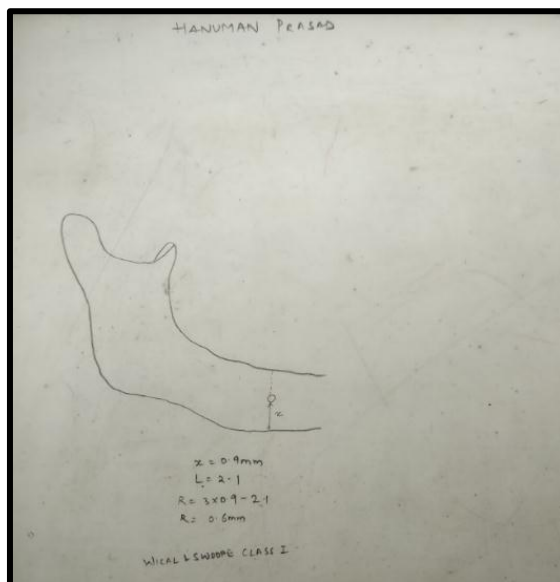 HANUMAN PRASAD
x
x = 0.9mm
L = 2.1
R = 3x0.9 - 2.1
R = 0.6mm
WICAL & SWOOPE CLASS I